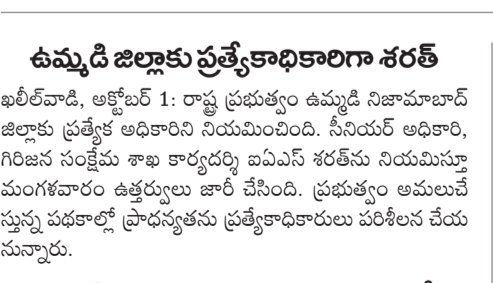 ఉమ్మడి జిల్లాకు ప్రత్యేకాధికారిగా శరత్
ఖలీల్‌వాడి, అక్టోబర్ 1: రాష్ట్ర ప్రభుత్వం ఉమ్మడి నిజామాబాద్
జిల్లాకు ప్రత్యేక అధికారిని నియమించింది. సీనియర్ అధికారి,
గిరిజన సంక్షేమ శాఖ కార్యదర్శి ఐఏఎస్ శరత్‌ను నియమిస్తూ
మంగళవారం ఉత్తర్వులు జారీ చేసింది. ప్రభుత్వం అమలుచే
స్తున్న పథకాల్లో ప్రాధన్యతను ప్రత్యేకాధికారులు పరిశీలన చేయ
నున్నారు.